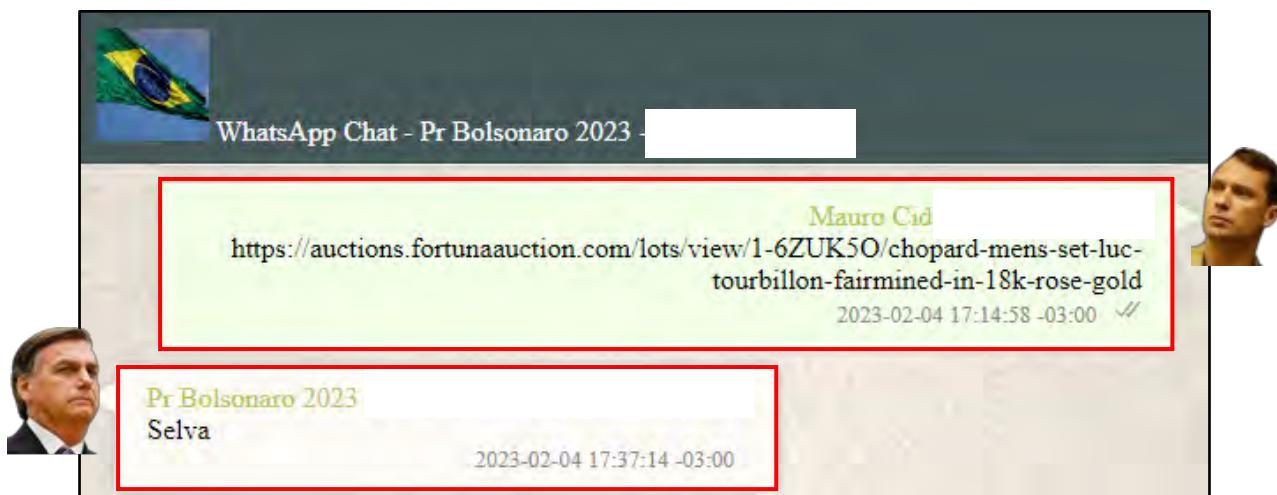 WhatsApp Chat - Pr Bolsonaro 2023 -
Mauro Cid
https://auctions.fortunaauction.com/lots/view/1-6ZUK5O/chopard-mens-set-luc-
tourbillon-fairmined-in-18k-rose-gold
2023-02-04 17:14:58 -03:00
Pr Bolsonaro 2023
Selva
2023-02-04 17:37:14 -03:00